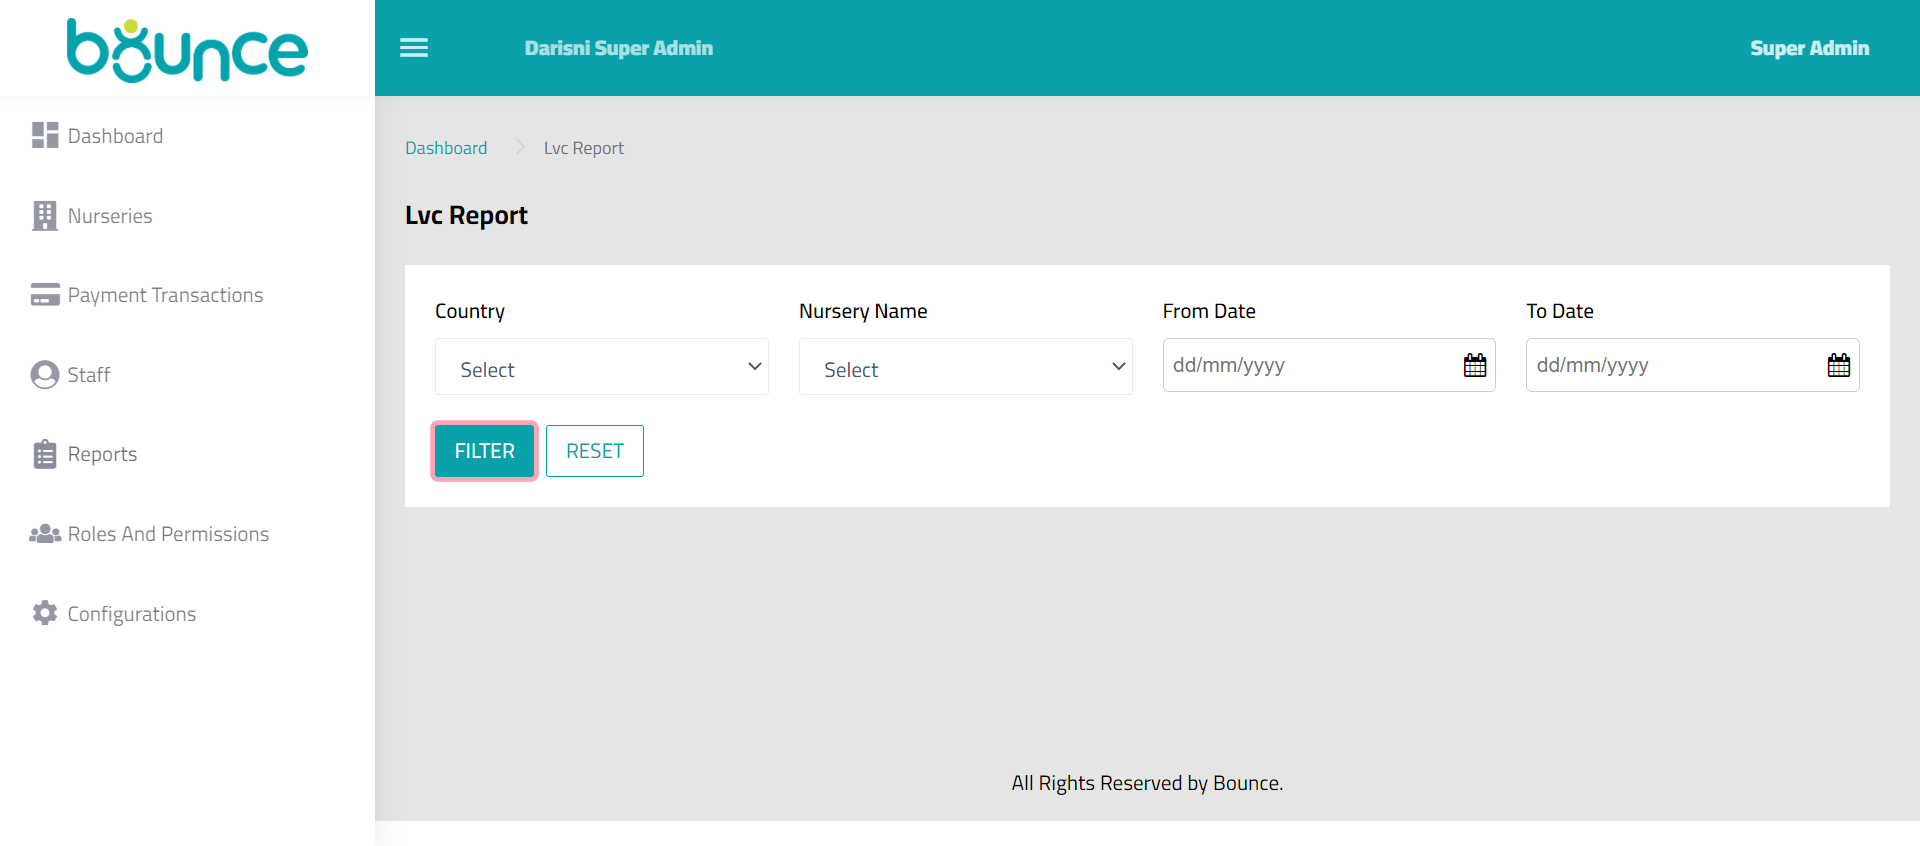 bounce
Darisni Super Admin
Super Admin
Dashboard
Nurseries
Payment Transactions
Staff
Reports
Roles And Permissions
Configurations
Dashboard
Lvc Report
Lvc Report
Country
Nursery Name
From Date
To Date
Select
Select
dd/mm/yyyy
dd/mm/yyyy
FILTER
RESET
All Rights Reserved by Bounce.